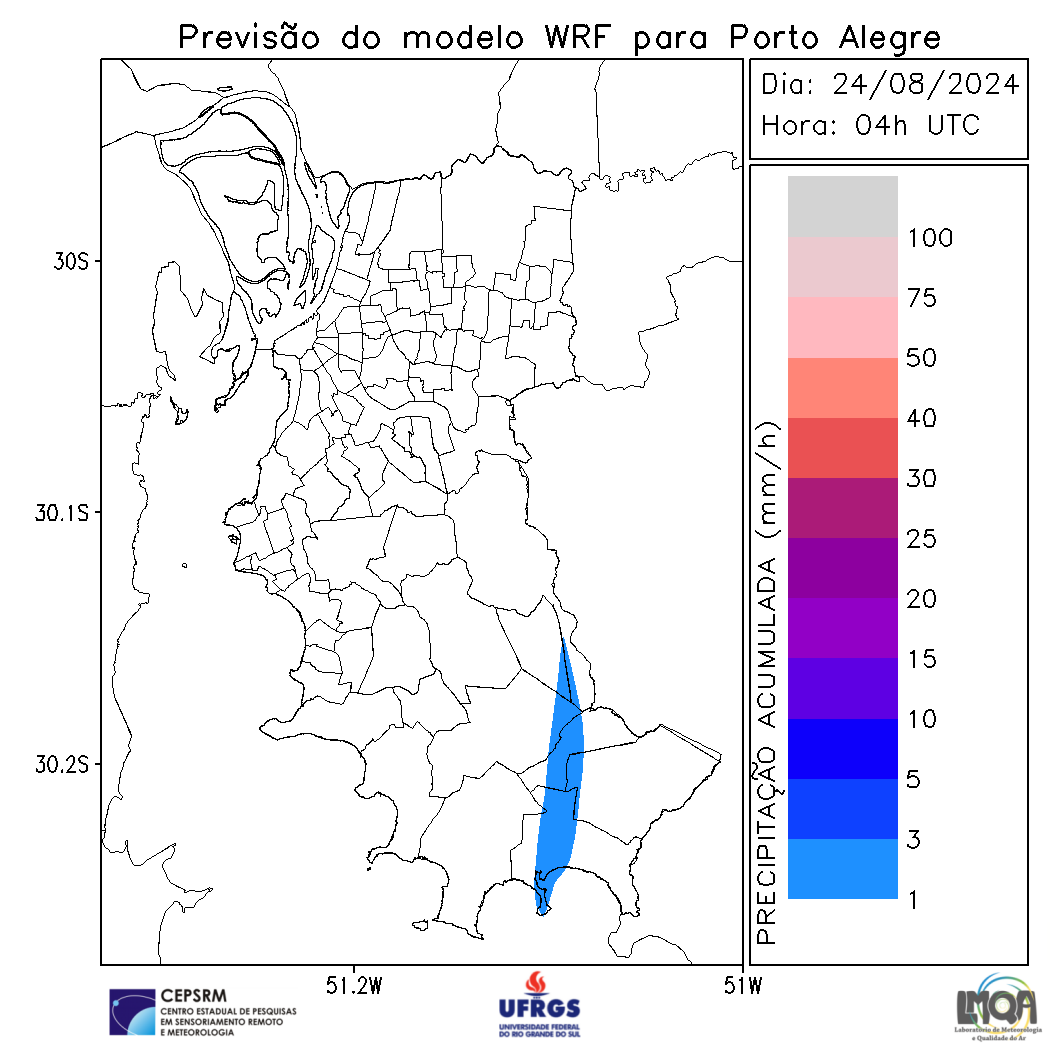 Previsão do modelo WRF para Porto Alegre
Dia: 24/08/2024
Hora: 04h UTC
30S
30.1S
30.2S
51.2W
51W
PRECIPITAÇÃO ACUMULADA (mm/h)
100
75
50
40
30
25
20
15
10
5
3
1
CEPSRM
CENTRO ESTADUAL DE PESQUISAS
EM SENSORIAMENTO REMOTO
E METEOROLOGIA
UFRGS
UNIVERSIDADE FEDERAL
DO RIO GRANDE DO SUL
LMQA
Laboratório de Meteorologia
e Qualidade do Ar